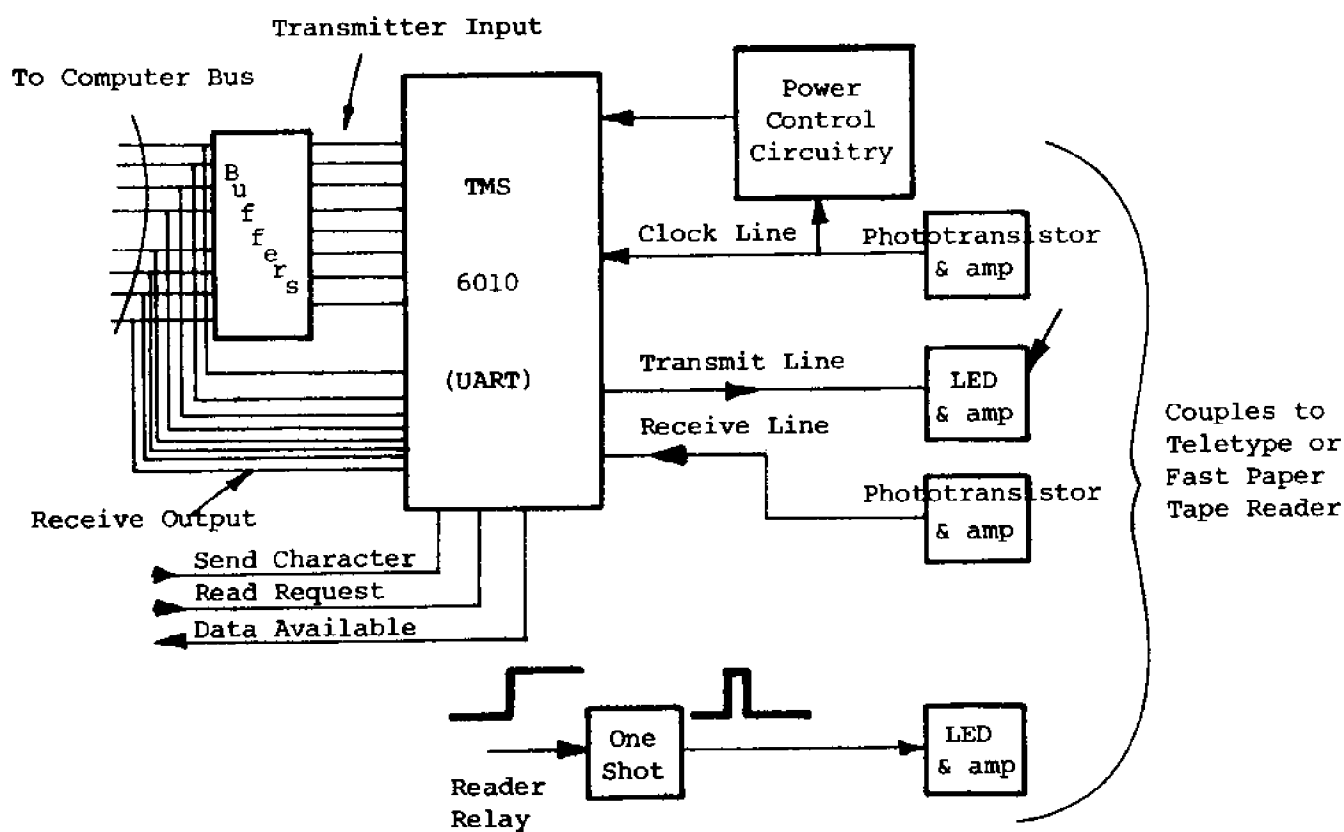 Transmitter Input
To Computer Bus
Buffers
TMS
6010
(UART)
Power
Control
Circuitry
Clock Line
Phototransistor
& amp
Transmit Line
LED
& amp
Receive Line
Phototransistor
& amp
Couples to
Teletype or
Fast Paper
Tape Reader
Receive Output
Send Character
Read Request
Data Available
One
Shot
LED
& amp
Reader
Relay